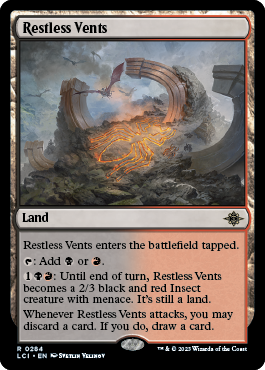 Restless Vents
Land
Restless Vents enters the battlefield tapped.
: Add or .
1 : Until end of turn, Restless Vents
becomes a 2/3 black and red Insect
creature with menace. It's still a land.
Whenever Restless Vents attacks, you may
discard a card. If you do, draw a card.
R 0284
LCI • EN Svetlin Velinov
™ & © 2023 Wizards of the Coast